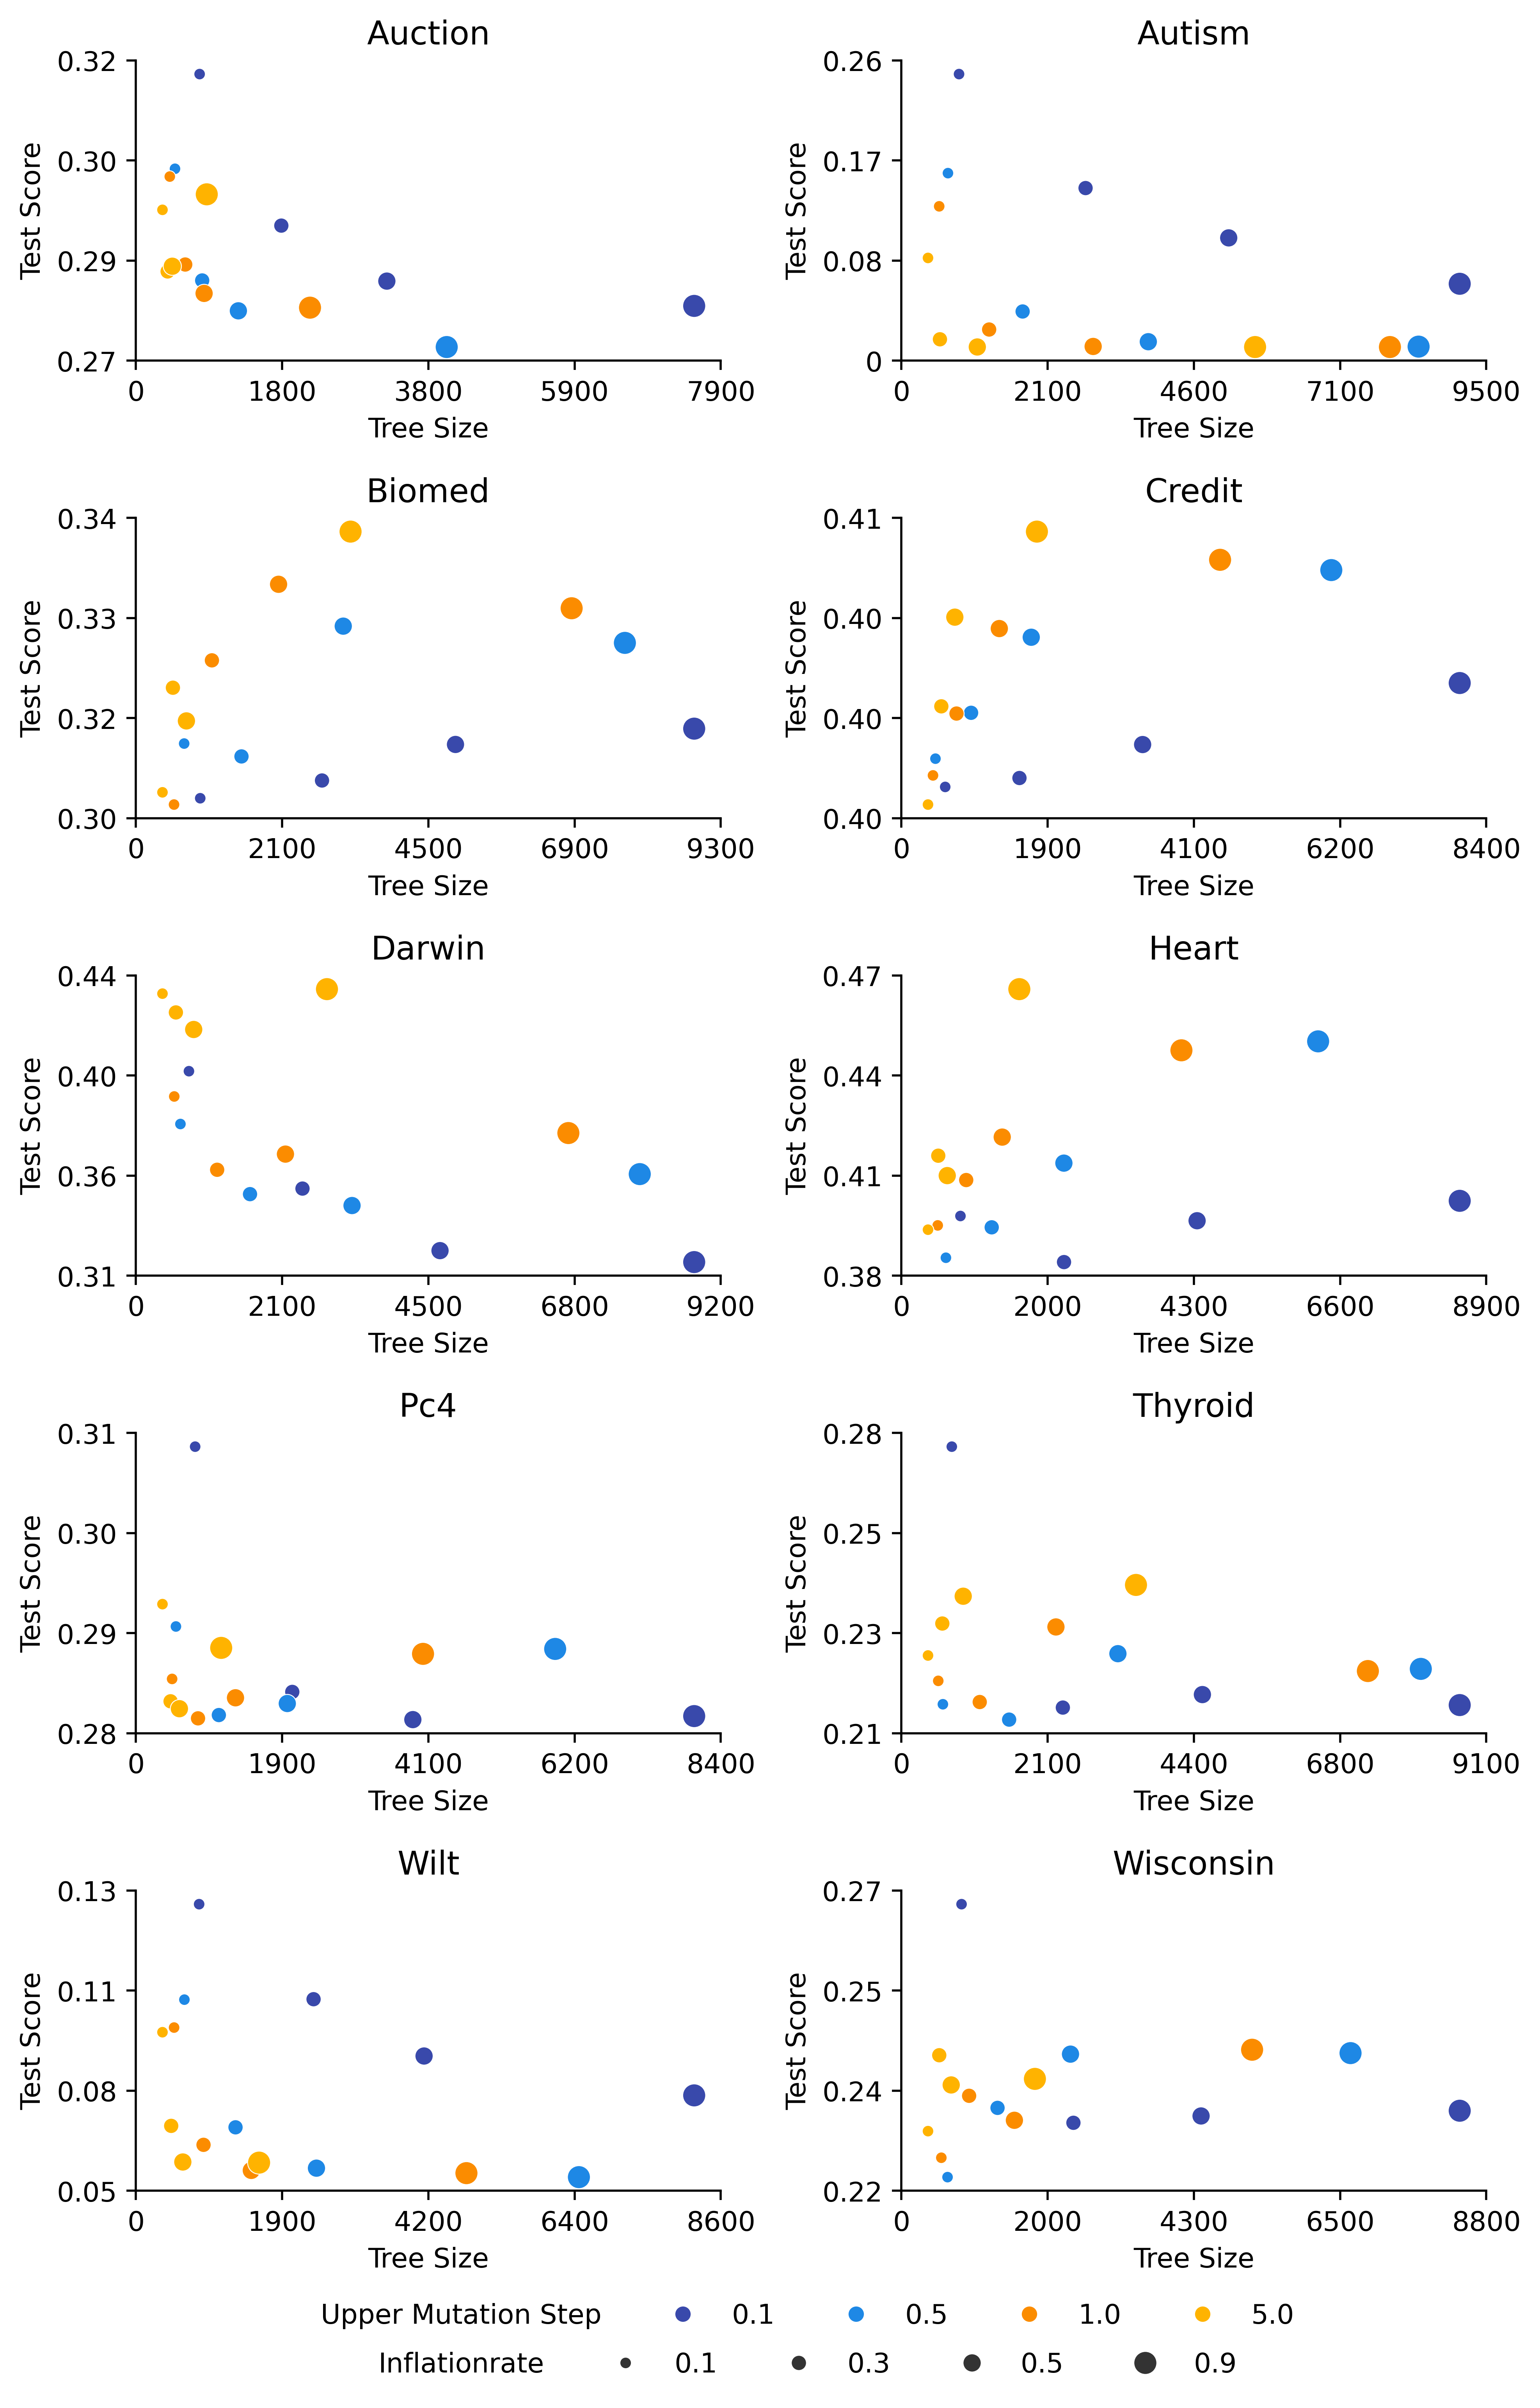 Auction
Autism
0.32
0.30
0.29
0.27
Test Score
0 1800 3800 5900 7900
Tree Size
0.26
0.17
0.08
0
Test Score
0 2100 4600 7100 9500
Tree Size
Biomed
Credit
0.34
0.33
0.32
0.30
Test Score
0 2100 4500 6900 9300
Tree Size
0.41
0.40
0.40
0.40
Test Score
0 1900 4100 6200 8400
Tree Size
Darwin
Heart
0.44
0.40
0.36
0.31
Test Score
0 2100 4500 6800 9200
Tree Size
0.47
0.44
0.41
0.38
Test Score
0 2000 4300 6600 8900
Tree Size
Pc4
Thyroid
0.31
0.30
0.29
0.28
Test Score
0 1900 4100 6200 8400
Tree Size
0.28
0.25
0.23
0.21
Test Score
0 2100 4400 6800 9100
Tree Size
Wilt
Wisconsin
0.13
0.11
0.08
0.05
Test Score
0 1900 4200 6400 8600
Tree Size
0.27
0.25
0.24
0.22
Test Score
0 2000 4300 6500 8800
Tree Size
Upper Mutation Step 0.1 0.5 1.0 5.0
Inflationrate 0.1 0.3 0.5 0.9